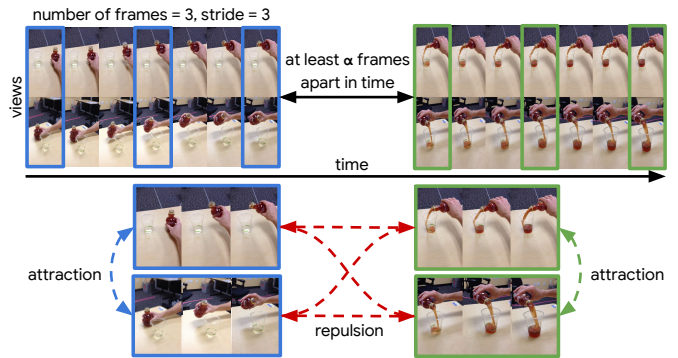 number of frames = 3, stride = 3
views
at least α frames
apart in time
time
attraction
attraction
repulsion